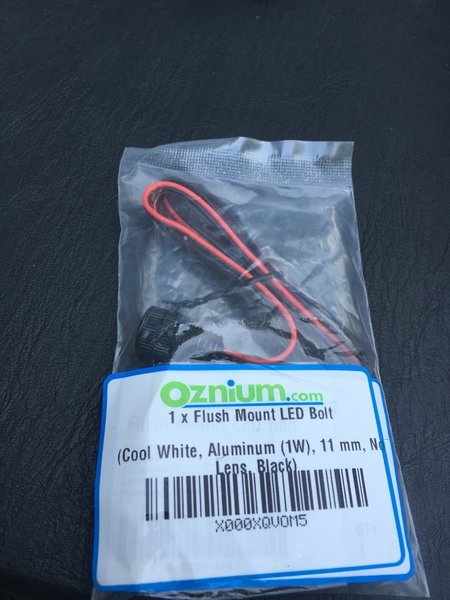 Oznium.com
1 x Flush Mount LED Bolt
(Cool White, Aluminum (1W), 11 mm, No
Lens, Black)
X000XQVOM5